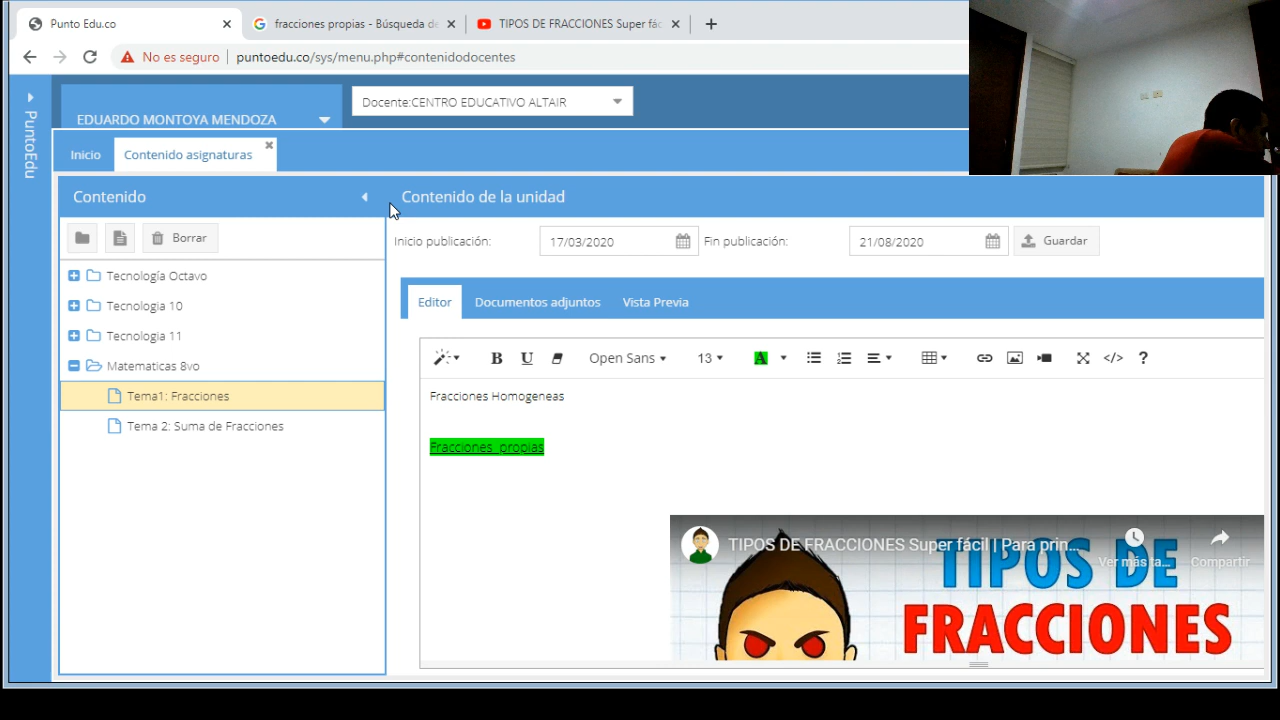 Punto Edu.co
fracciones propias - Búsqueda de
TIPOS DE FRACCIONES Super fác
No es seguro
puntoedu.co/sys/menu.php#contenidodocentes
PuntoEdu
EDUARDO MONTOYA MENDOZA
Docente:CENTRO EDUCATIVO ALTAIR
Inicio
Contenido asignaturas
Contenido
Contenido de la unidad
Borrar
Inicio publicación:
17/03/2020
Fin publicación:
21/08/2020
Guardar
Tecnología Octavo
Tecnologia 10
Tecnologia 11
Matematicas 8vo
Tema1: Fracciones
Tema 2: Suma de Fracciones
Editor
Documentos adjuntos
Vista Previa
B U Open Sans 13 A </> ?
Fracciones Homogeneas
Fracciones propias
TIPOS DE FRACCIONES Super fácil | Para prin...
Ver más ta...
Compartir
TIPOS DE
FRACCIONES